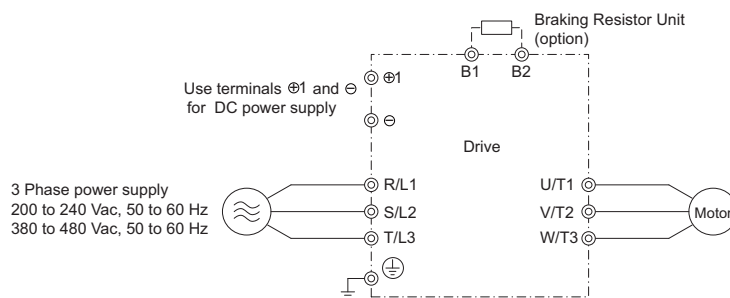 Braking Resistor Unit
(option)
B1 B2
Use terminals ⊕1 and ⊖
for DC power supply
⊕1
⊖
Drive
3 Phase power supply
200 to 240 Vac, 50 to 60 Hz
380 to 480 Vac, 50 to 60 Hz
R/L1
S/L2
T/L3
U/T1
V/T2
W/T3
Motor